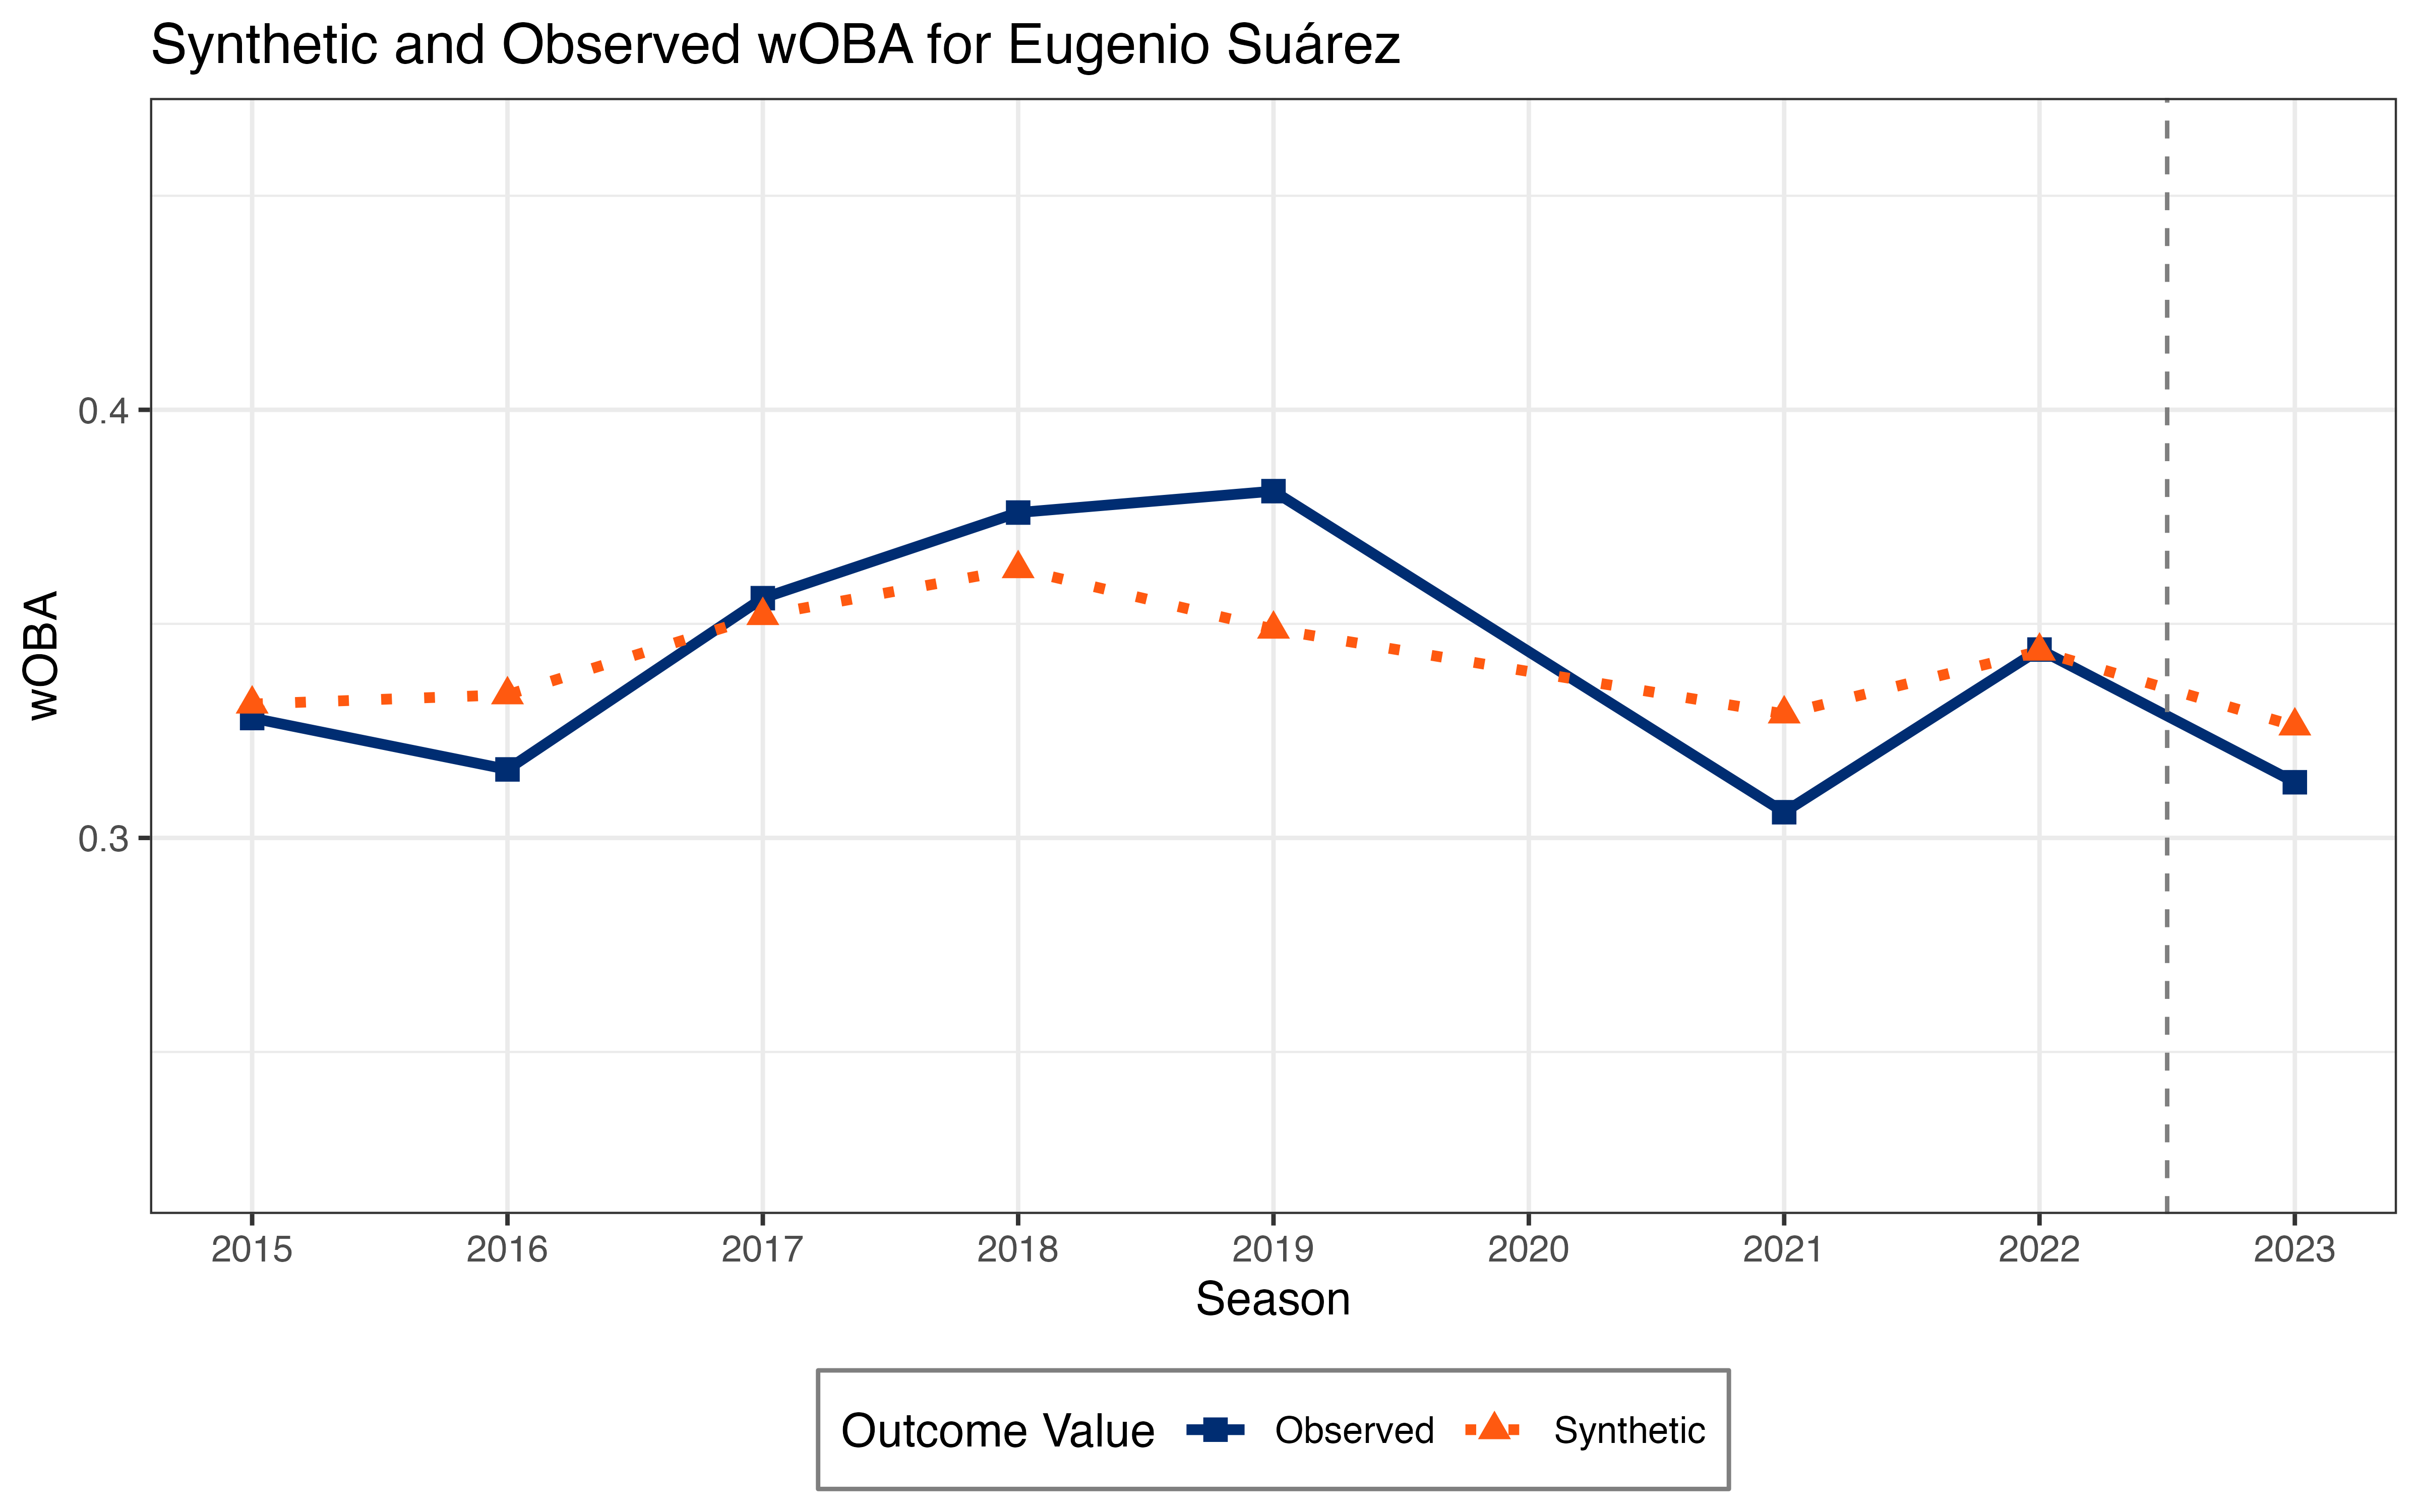 Synthetic and Observed wOBA for Eugenio Suárez
wOBA
0.4
0.3
2015 2016 2017 2018 2019 2020 2021 2022 2023
Season
Outcome Value Observed Synthetic